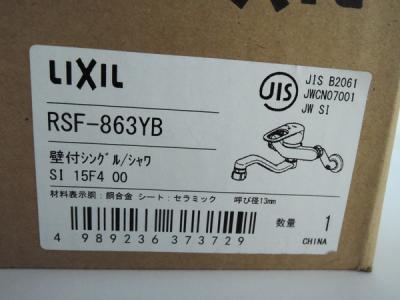 LIXIL
RSF-863YB
壁付シングル/シャワ
SI 15F4 00
JIS
JIS B2061
JWCN07001
JW SI
材料表示胴：銅合金 シート：セラミック 呼び径13mm
4 989236 373729
数量 1
CHINA